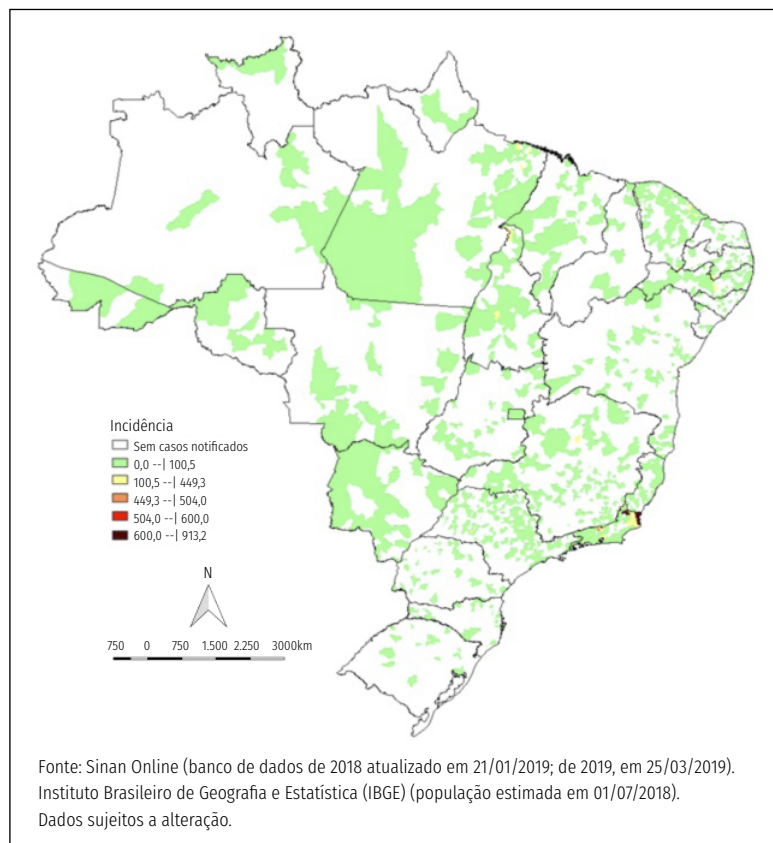 Incidência
Sem casos notificados
0,0 --| 100,5
100,5 --| 449,3
449,3 --| 504,0
504,0 --| 600,0
600,0 --| 913,2
N
750 0 750 1.500 2.250 3000km
Fonte: Sinan Online (banco de dados de 2018 atualizado em 21/01/2019; de 2019, em 25/03/2019).
Instituto Brasileiro de Geografia e Estatística (IBGE) (população estimada em 01/07/2018).
Dados sujeitos a alteração.